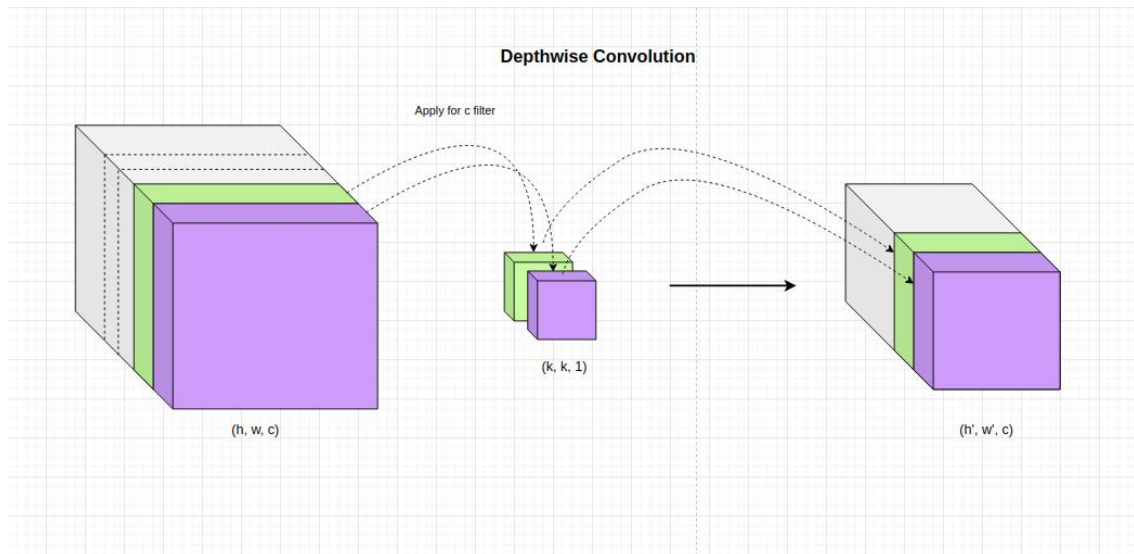 Depthwise Convolution
Apply for c filter
(k, k, 1)
(h, w, c)
(h', w', c)